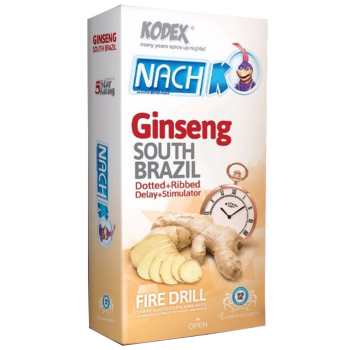 KODEX
many years spice up nights!
NACH K
Ginseng
SOUTH
BRAZIL
Dotted+Ribbed
Delay+Stimulator
FIRE DRILL
OPEN
GINSENG
SOUTH BRAZIL
5
NACH K